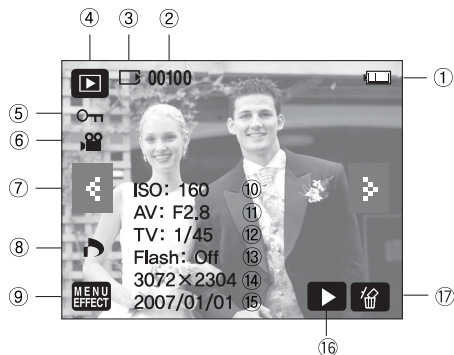 ④ ③ ②
00100
①
⑤
⑥
⑦
ISO: 160 ⑩
AV: F2.8 ⑪
TV: 1/45 ⑫
⑧ Flash: Off ⑬
3072×2304 ⑭
⑨ MENU
EFFECT
2007/01/01 ⑮
⑰
⑯